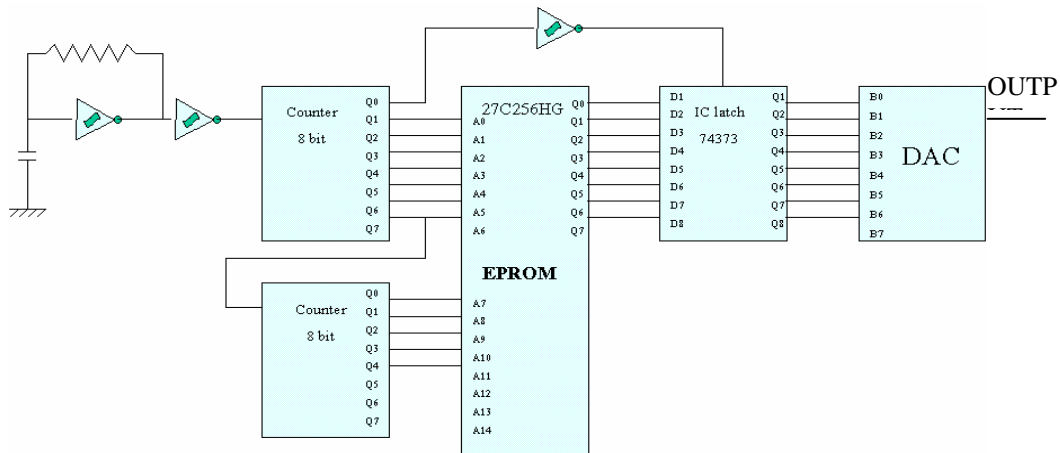 OUTP
Counter
8 bit
Q0
Q1
Q2
Q3
Q4
Q5
Q6
Q7
27C256HG
A0
A1
A2
A3
A4
A5
A6
Q0
Q1
Q2
Q3
Q4
Q5
Q6
Q7
EPROM
A7
A8
A9
A10
A11
A12
A13
A14
D1
D2
D3
D4
D5
D6
D7
D8
IC latch
74373
Q1
Q2
Q3
Q4
Q5
Q6
Q7
Q8
B0
B1
B2
B3
B4
B5
B6
B7
DAC
Counter
8 bit
Q0
Q1
Q2
Q3
Q4
Q5
Q6
Q7